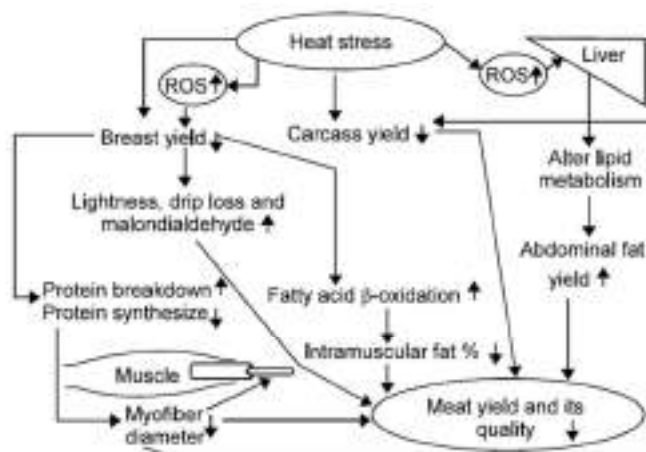 Heat stress
ROS
ROS
Liver
Breast yield
Carcass yield
Alter lipid
metabolism
Lightness, drip loss and
malondialdehyde
Abdominal fat
yield
Protein breakdown
Protein synthesize
Fatty acid β-oxidation
Intramuscular fat %
Muscle
Myofiber
diameter
Meat yield and its
quality